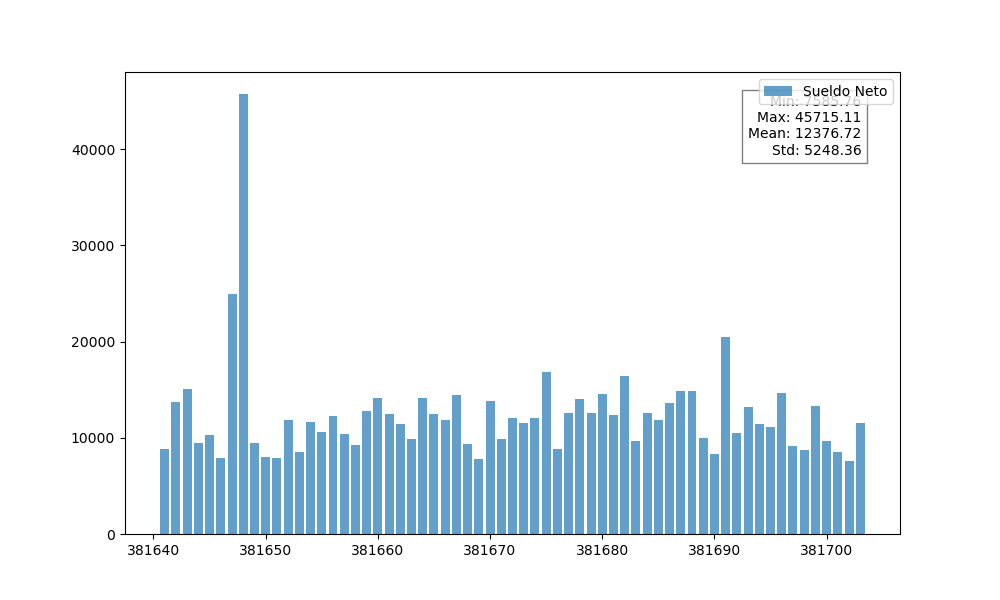 Sueldo Neto
Min: 7585.76
Max: 45715.11
Mean: 12376.72
Std: 5248.36
40000
30000
20000
10000
0
381640 381650 381660 381670 381680 381690 381700